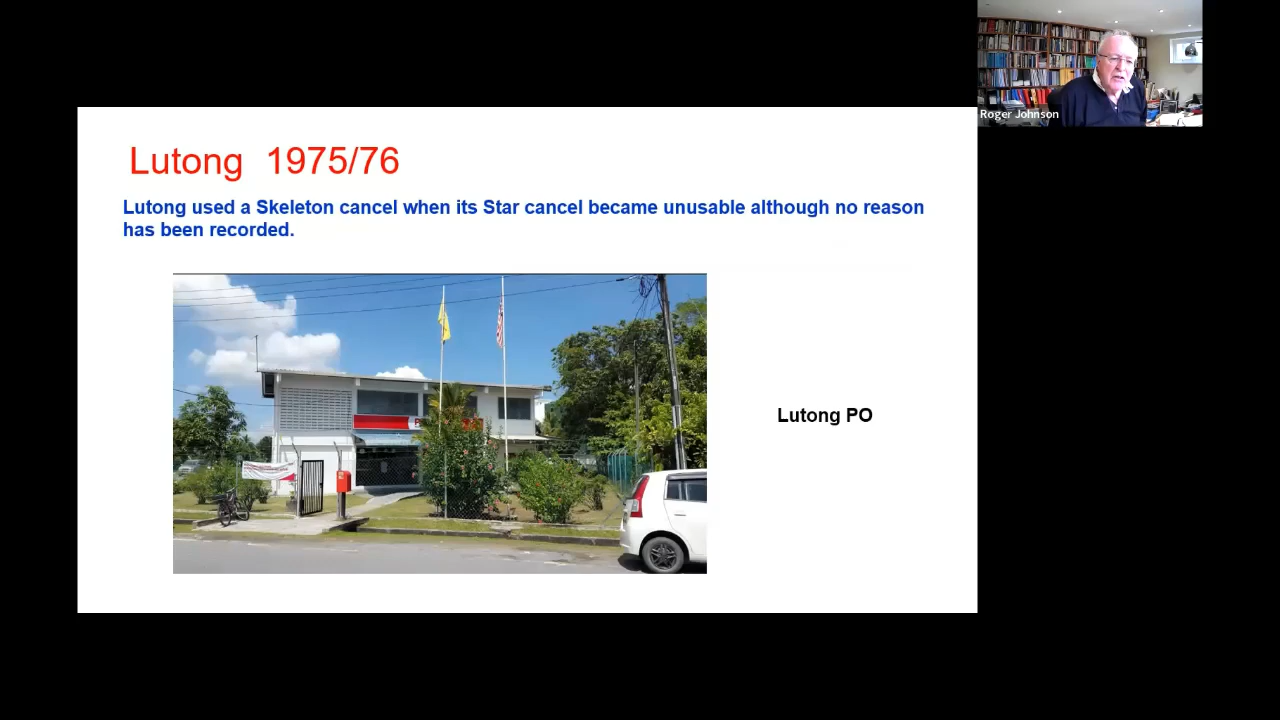 Roger Johnson
Lutong 1975/76
Lutong used a Skeleton cancel when its Star cancel became unusable although no reason
has been recorded.
Lutong PO